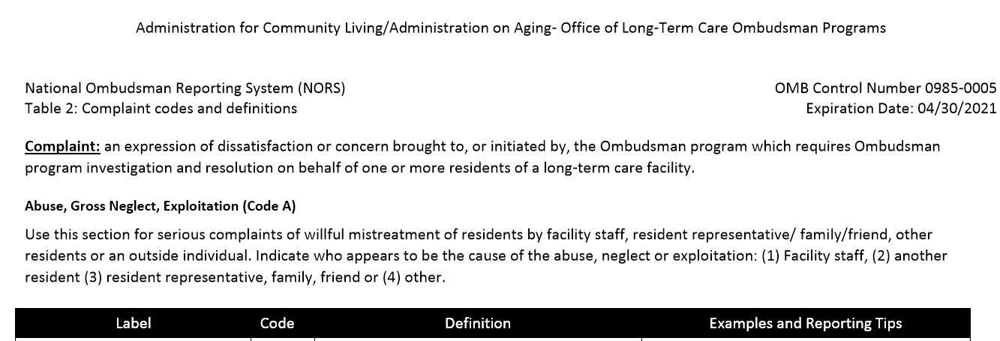 Administration for Community Living/Administration on Aging- Office of Long-Term Care Ombudsman Programs
National Ombudsman Reporting System (NORS) OMB Control Number 0985-0005
Table 2: Complaint codes and definitions Expiration Date: 04/30/2021
Complaint: an expression of dissatisfaction or concern brought to, or initiated by, the Ombudsman program which requires Ombudsman
program investigation and resolution on behalf of one or more residents of a long-term care facility.
Abuse, Gross Neglect, Exploitation (Code A)
Use this section for serious complaints of willful mistreatment of residents by facility staff, resident representative/ family/friend, other
residents or an outside individual. Indicate who appears to be the cause of the abuse, neglect or exploitation: (1) Facility staff, (2) another
resident (3) resident representative, family, friend or (4) other.
Label Code Definition Examples and Reporting Tips